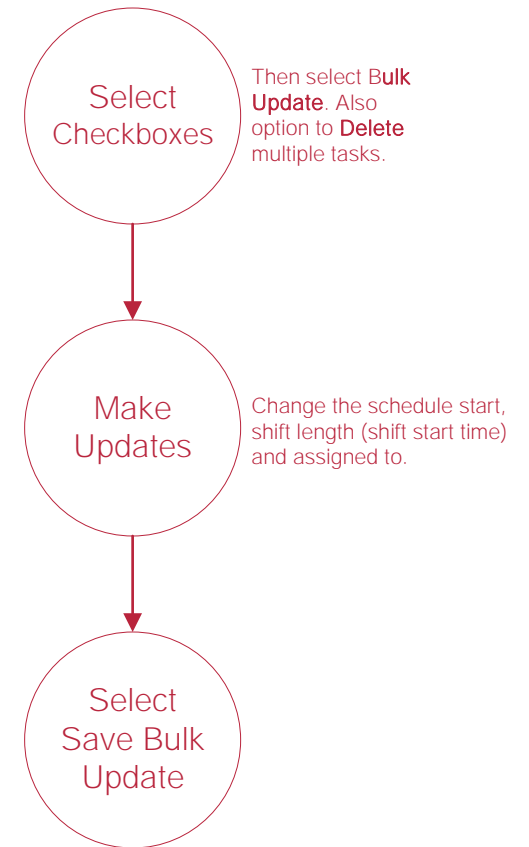 Select
Checkboxes
Then select Bulk
Update. Also
option to Delete
multiple tasks.
Make
Updates
Change the schedule start,
shift length (shift start time)
and assigned to.
Select
Save Bulk
Update